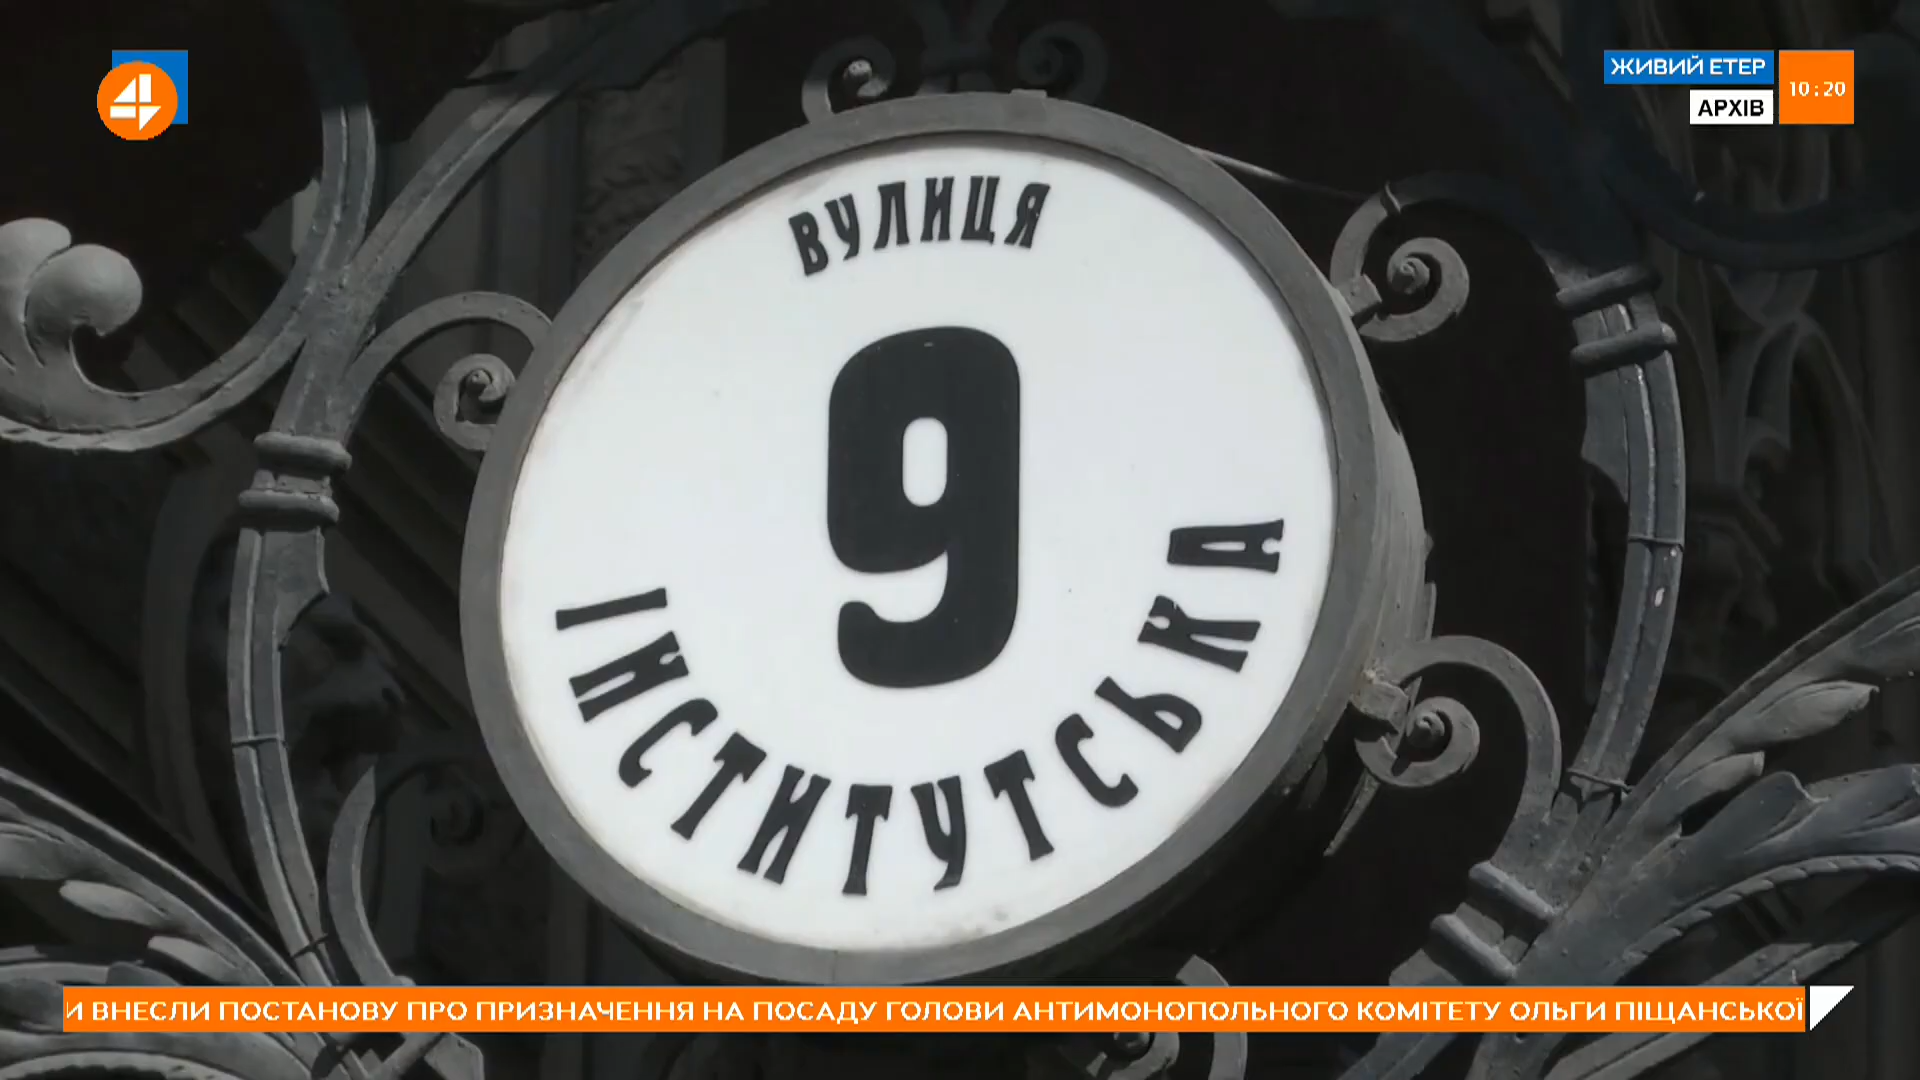 ЖИВИЙ ЕТЕР
10:20
АРХІВ
ВУЛИЦЯ
9
ІНСТИТУТСЬКА
И ВНЕСЛИ ПОСТАНОВУ ПРО ПРИЗНАЧЕННЯ НА ПОСАДУ ГОЛОВИ АНТИМОНОПОЛЬНОГО КОМІТЕТУ ОЛЬГИ ПІЩАНСЬКОЇ